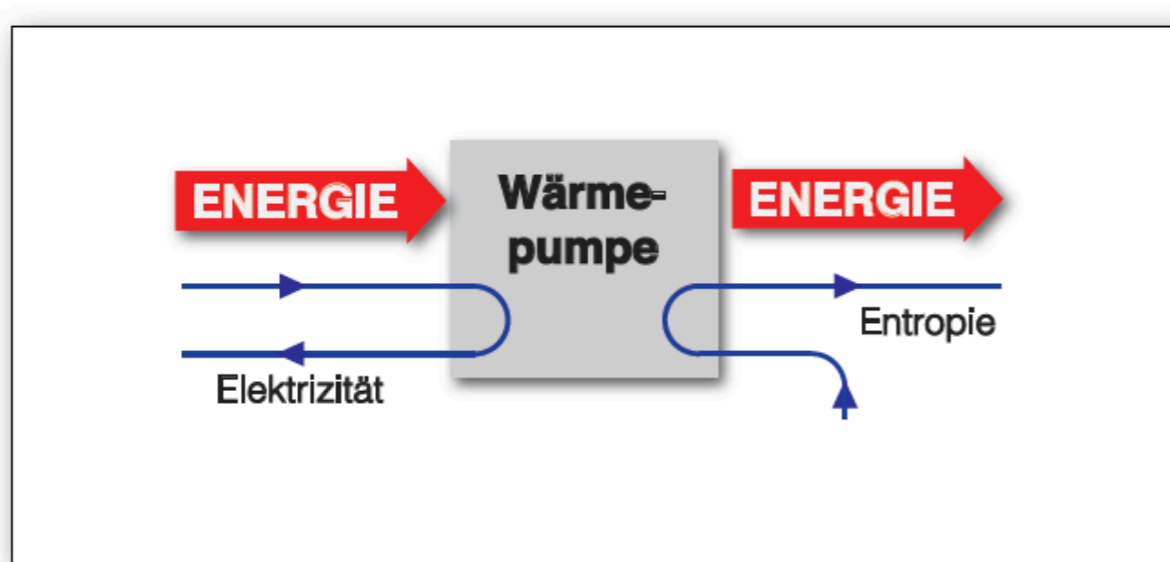 ENERGIE
Wärme-
pumpe
ENERGIE
Elektrizität
Entropie